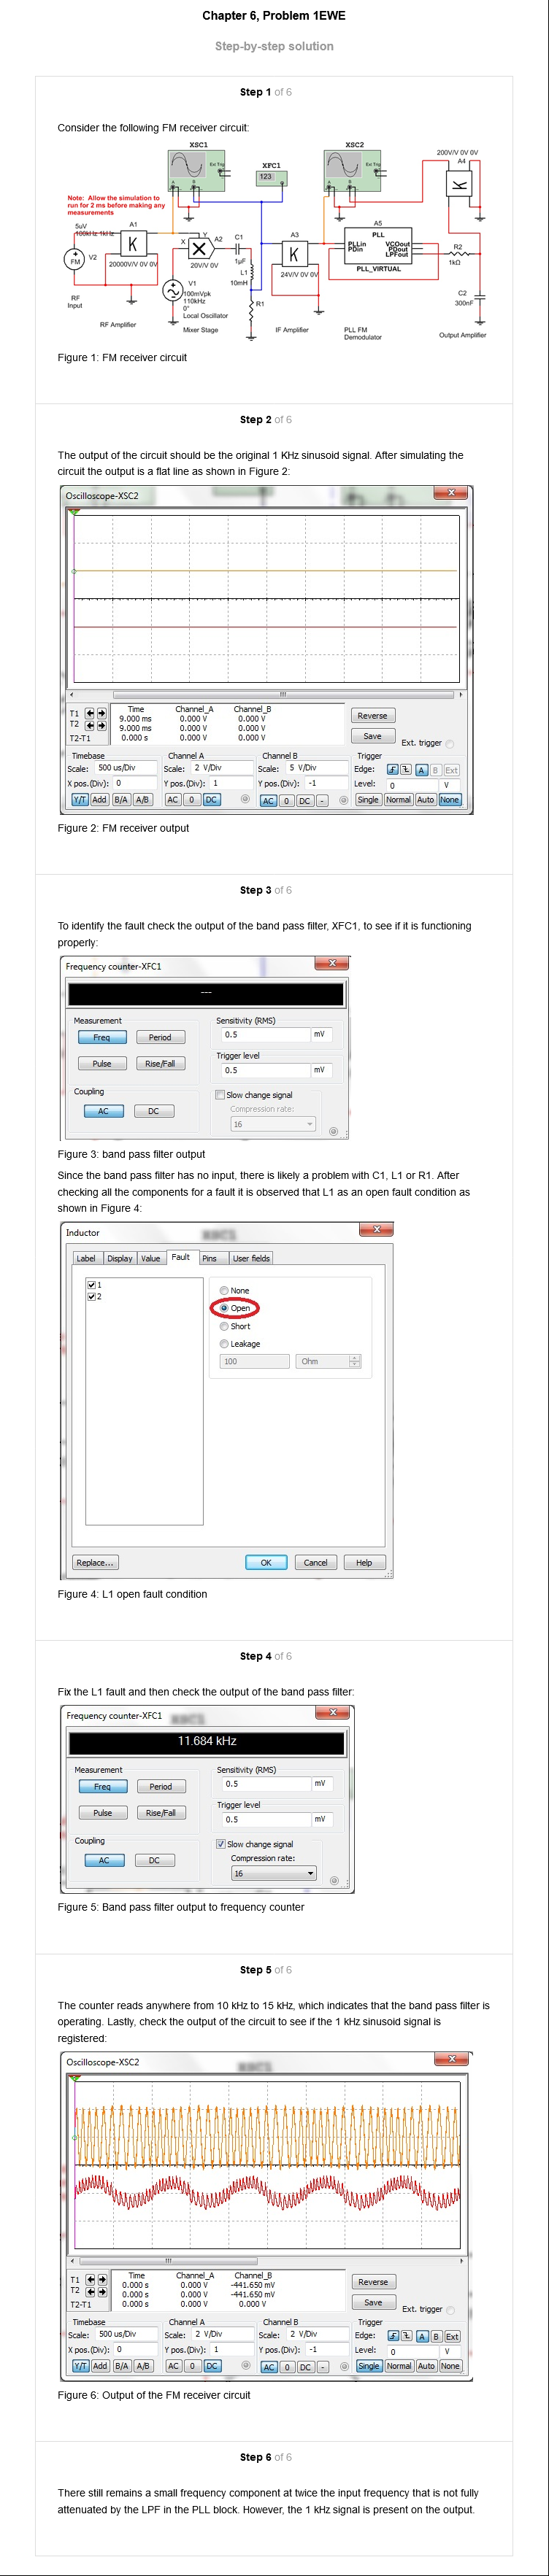 Chapter 6, Problem 1EWE
Step-by-step solution
Step 1 of 6
Consider the following FM receiver circuit:
XSC1
XSC2
XFC1
123
Ext Trig
Ext Trig
200V/V 0V 0V
A4
K
Note: Allow the simulation to
run for 2 ms before making any
measurements
5uV
100kHz 1kHz
FM
V2
RF
Input
A1
K
20000V/V 0V 0V
RF Amplifier
X
Y
A2
20V/V 0V
V1
100mVpk
110kHz
0°
Local Oscillator
Mixer Stage
C1
1µF
L1
10mH
R1
A3
K
24V/V 0V 0V
IF Amplifier
A5
PLL
PLLin
PDin
VCOout
PDout
LPFout
PLL_VIRTUAL
PLL FM
Demodulator
R2
1kΩ
C2
300nF
Output Amplifier
Figure 1: FM receiver circuit
Step 2 of 6
The output of the circuit should be the original 1 KHz sinusoid signal. After simulating the
circuit the output is a flat line as shown in Figure 2:
Oscilloscope-XSC2
Time Channel_A Channel_B
T1 9.000 ms 0.000 V 0.000 V
T2 9.000 ms 0.000 V 0.000 V
T2-T1 0.000 s 0.000 V 0.000 V
Reverse
Save
Ext. trigger
Timebase Channel A Channel B Trigger
Scale: 500 us/Div Scale: 2 V/Div Scale: 5 V/Div Edge: A B Ext
X pos.(Div): 0 Y pos.(Div): 1 Y pos.(Div): -1 Level: 0 V
Y/T Add B/A A/B AC 0 DC AC 0 DC - Single Normal Auto None
Figure 2: FM receiver output
Step 3 of 6
To identify the fault check the output of the band pass filter, XFC1, to see if it is functioning
properly:
Frequency counter-XFC1
---
Measurement
Freq Period
Pulse Rise/Fall
Coupling
AC DC
Sensitivity (RMS)
0.5 mV
Trigger level
0.5 mV
Slow change signal
Compression rate:
16
Figure 3: band pass filter output
Since the band pass filter has no input, there is likely a problem with C1, L1 or R1. After
checking all the components for a fault it is observed that L1 as an open fault condition as
shown in Figure 4:
Inductor
Label Display Value Fault Pins User fields
1
2
None
Open
Short
Leakage
100 Ohm
Replace... OK Cancel Help
Figure 4: L1 open fault condition
Step 4 of 6
Fix the L1 fault and then check the output of the band pass filter:
Frequency counter-XFC1
11.684 kHz
Measurement
Freq Period
Pulse Rise/Fall
Coupling
AC DC
Sensitivity (RMS)
0.5 mV
Trigger level
0.5 mV
Slow change signal
Compression rate:
16
Figure 5: Band pass filter output to frequency counter
Step 5 of 6
The counter reads anywhere from 10 kHz to 15 kHz, which indicates that the band pass filter is
operating. Lastly, check the output of the circuit to see if the 1 kHz sinusoid signal is
registered:
Oscilloscope-XSC2
Time Channel_A Channel_B
T1 0.000 s 0.000 V -441.650 mV
T2 0.000 s 0.000 V -441.650 mV
T2-T1 0.000 s 0.000 V 0.000 V
Reverse
Save
Ext. trigger
Timebase Channel A Channel B Trigger
Scale: 500 us/Div Scale: 2 V/Div Scale: 2 V/Div Edge: A B Ext
X pos.(Div): 0 Y pos.(Div): 1 Y pos.(Div): -1 Level: 0 V
Y/T Add B/A A/B AC 0 DC AC 0 DC - Single Normal Auto None
Figure 6: Output of the FM receiver circuit
Step 6 of 6
There still remains a small frequency component at twice the input frequency that is not fully
attenuated by the LPF in the PLL block. However, the 1 kHz signal is present on the output.